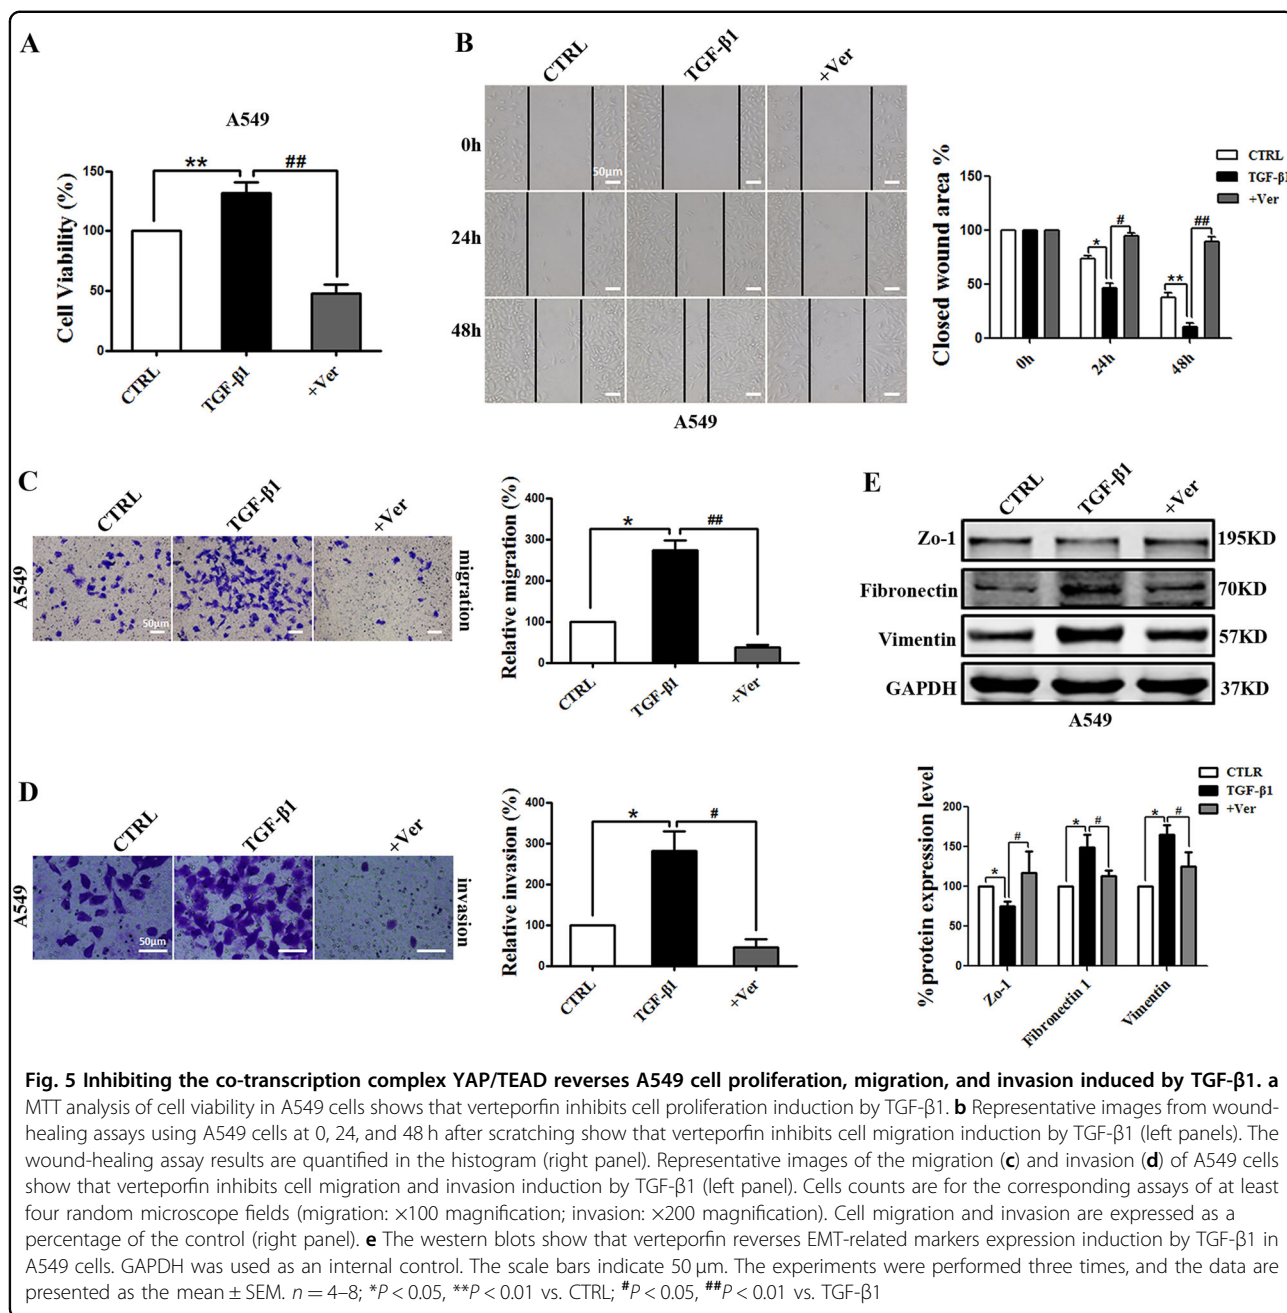 A
A549
Cell Viability (%)
150
100
50
0
**
##
CTRL
TGF-β1
+Ver
B
CTRL
TGF-β1
+Ver
0h
50μm
24h
48h
A549
Closed wound area %
150
100
50
0
CTRL
TGF-β1
+Ver
*
#
**
##
0h
24h
48h
C
CTRL
TGF-β1
+Ver
A549
50μm
migration
Relative migration (%)
400
300
200
100
0
*
##
CTRL
TGF-β1
+Ver
D
CTRL
TGF-β1
+Ver
A549
50μm
invasion
Relative invasion (%)
400
300
200
100
0
*
#
CTRL
TGF-β1
+Ver
E
CTRL
TGF-β1
+Ver
Zo-1
195KD
Fibronectin
70KD
Vimentin
57KD
GAPDH
37KD
A549
CTLR
TGF-β1
+Ver
%protein expression level
200
150
100
50
0
*
#
*
#
*
#
Zo-1
Fibronectin 1
Vimentin
Fig. 5 Inhibiting the co-transcription complex YAP/TEAD reverses A549 cell proliferation, migration, and invasion induced by TGF-β1. a
MTT analysis of cell viability in A549 cells shows that verteporfin inhibits cell proliferation induction by TGF-β1. b Representative images from wound-
healing assays using A549 cells at 0, 24, and 48 h after scratching show that verteporfin inhibits cell migration induction by TGF-β1 (left panels). The
wound-healing assay results are quantified in the histogram (right panel). Representative images of the migration (c) and invasion (d) of A549 cells
show that verteporfin inhibits cell migration and invasion induction by TGF-β1 (left panel). Cells counts are for the corresponding assays of at least
four random microscope fields (migration: ×100 magnification; invasion: ×200 magnification). Cell migration and invasion are expressed as a
percentage of the control (right panel). e The western blots show that verteporfin reverses EMT-related markers expression induction by TGF-β1 in
A549 cells. GAPDH was used as an internal control. The scale bars indicate 50 μm. The experiments were performed three times, and the data are
presented as the mean ± SEM. n = 4–8; *P < 0.05, **P < 0.01 vs. CTRL; #P < 0.05, ##P < 0.01 vs. TGF-β1